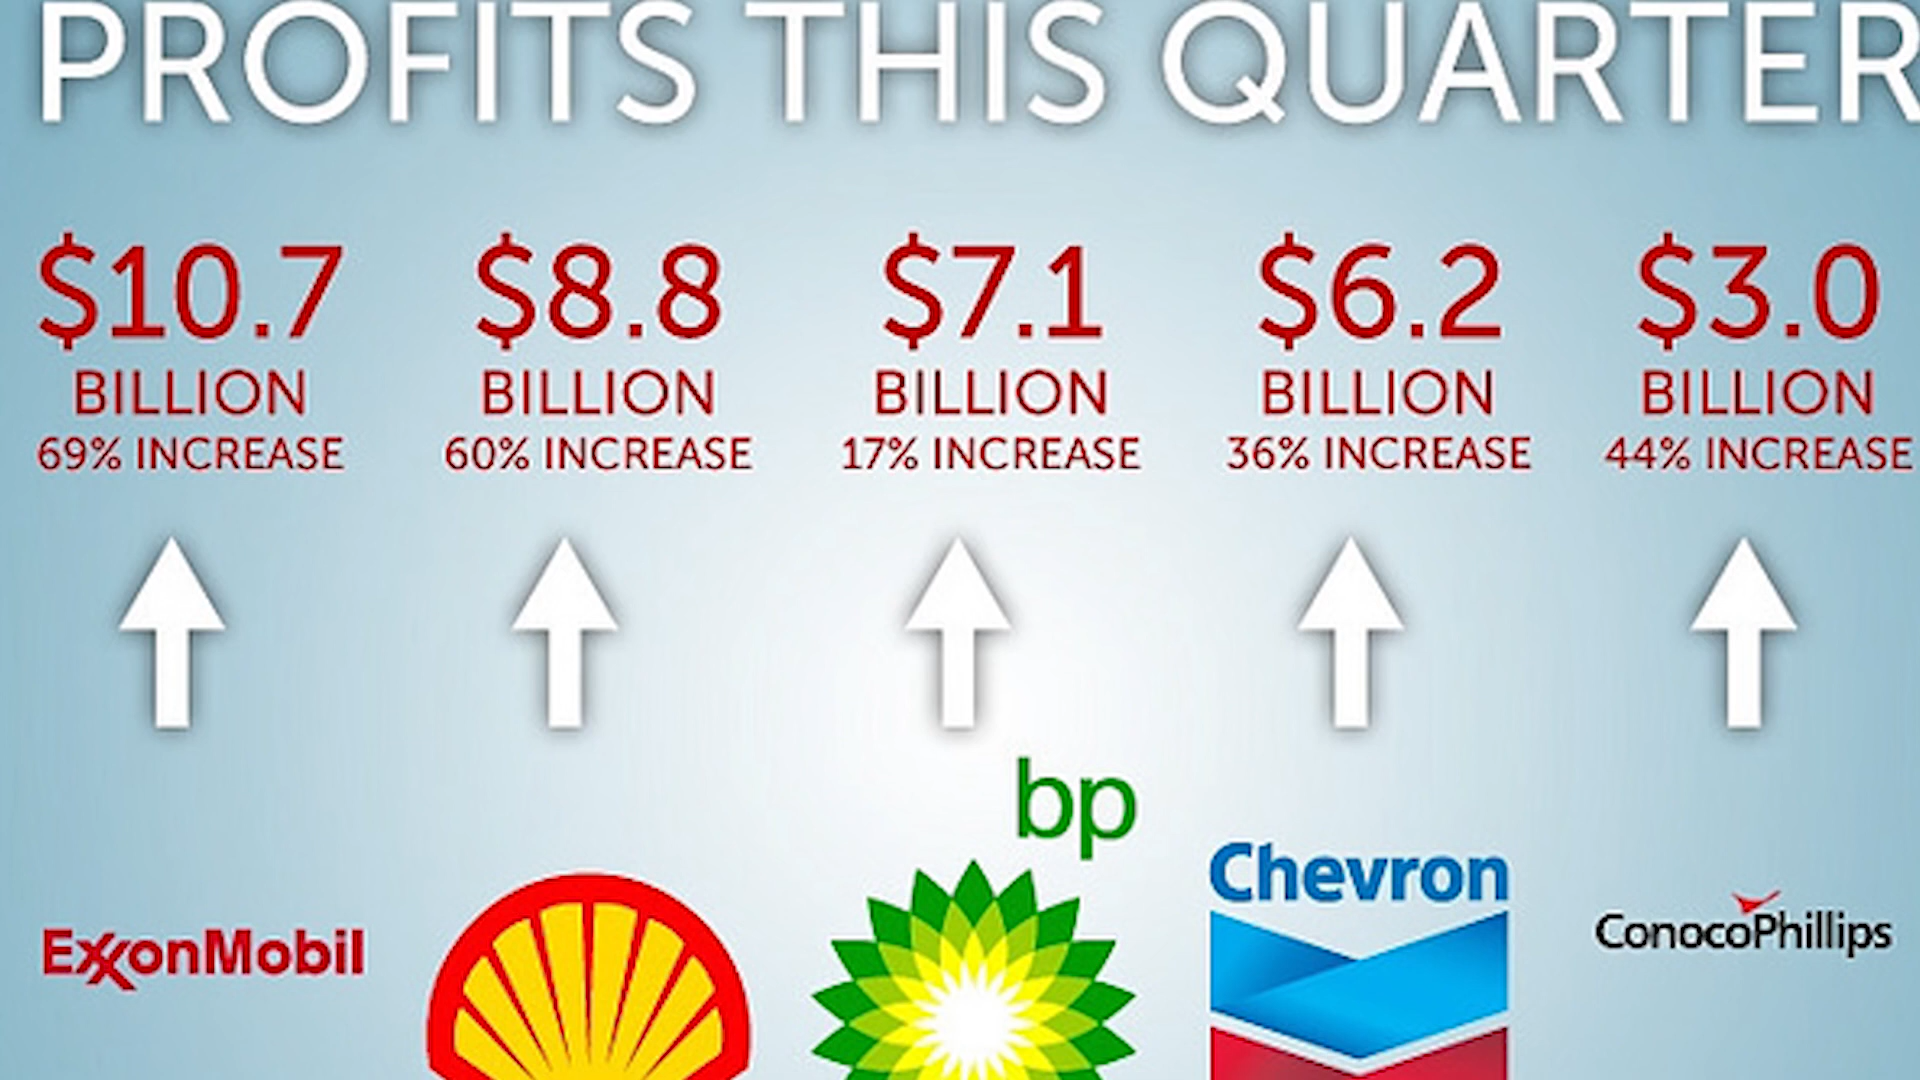 PROFITS THIS QUARTER
$10.7 $8.8 $7.1 $6.2 $3.0
BILLION BILLION BILLION BILLION BILLION
69% INCREASE 60% INCREASE 17% INCREASE 36% INCREASE 44% INCREASE
bp
Chevron
ConocoPhillips
ExxonMobil